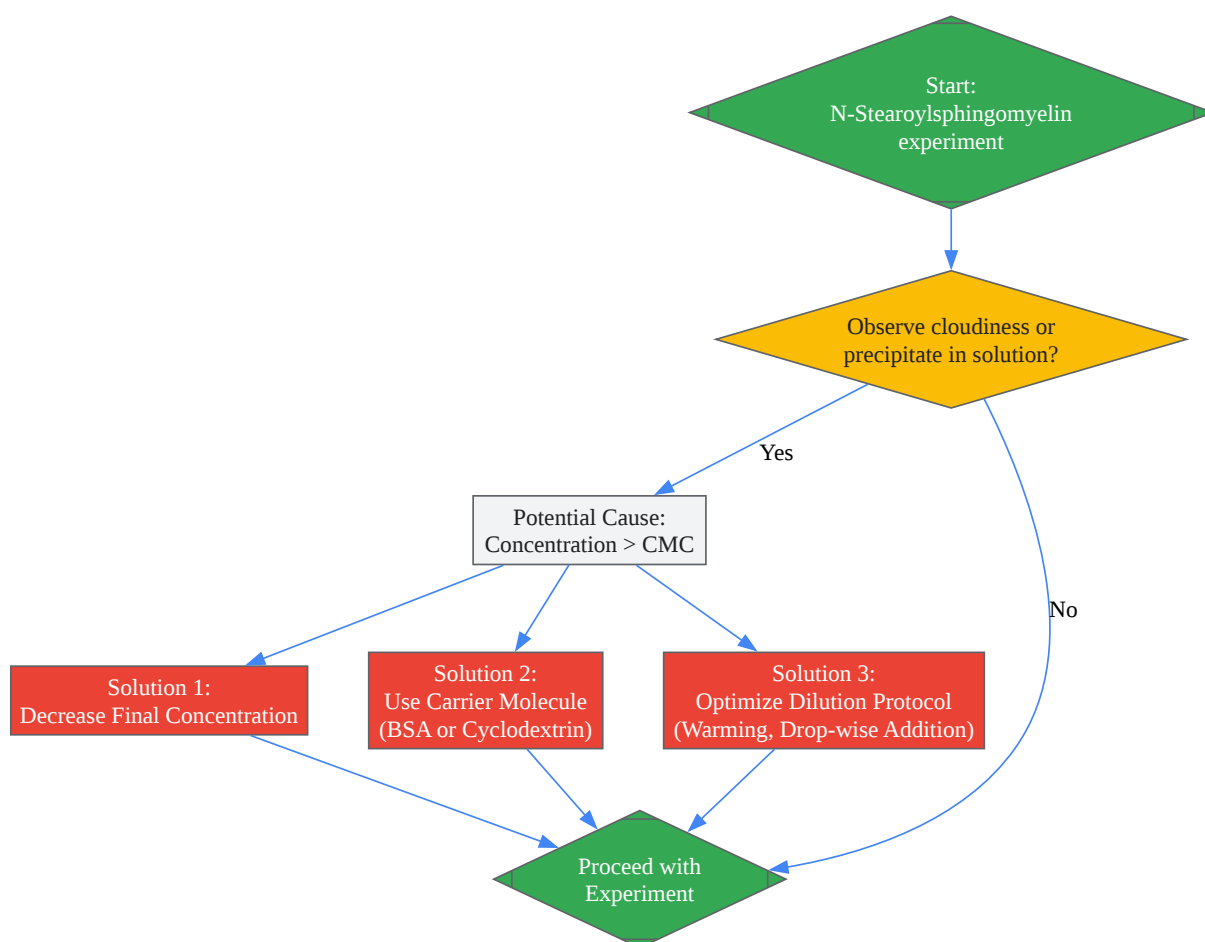 Start:
N-Stearoylsphingomyelin
experiment
Observe cloudiness or
precipitate in solution?
Yes
Potential Cause:
Concentration > CMC
No
Solution 1:
Decrease Final Concentration
Solution 2:
Use Carrier Molecule
(BSA or Cyclodextrin)
Solution 3:
Optimize Dilution Protocol
(Warming, Drop-wise Addition)
Proceed with
Experiment